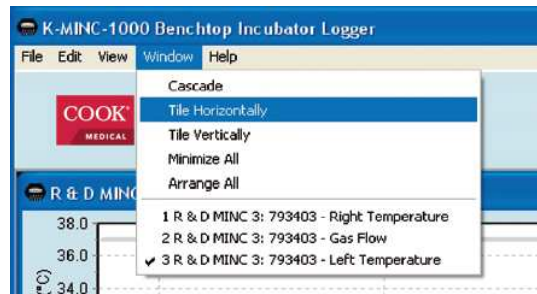 K-MINC-1000 Benchtop Incubator Logger
File Edit View Window Help
Cascade
Tile Horizontally
Tile Vertically
Minimize All
Arrange All
1 R & D MINC 3: 793403 - Right Temperature
2 R & D MINC 3: 793403 - Gas Flow
✔ 3 R & D MINC 3: 793403 - Left Temperature
COOK®
MEDICAL
R & D MINC
38.0
36.0
34.0